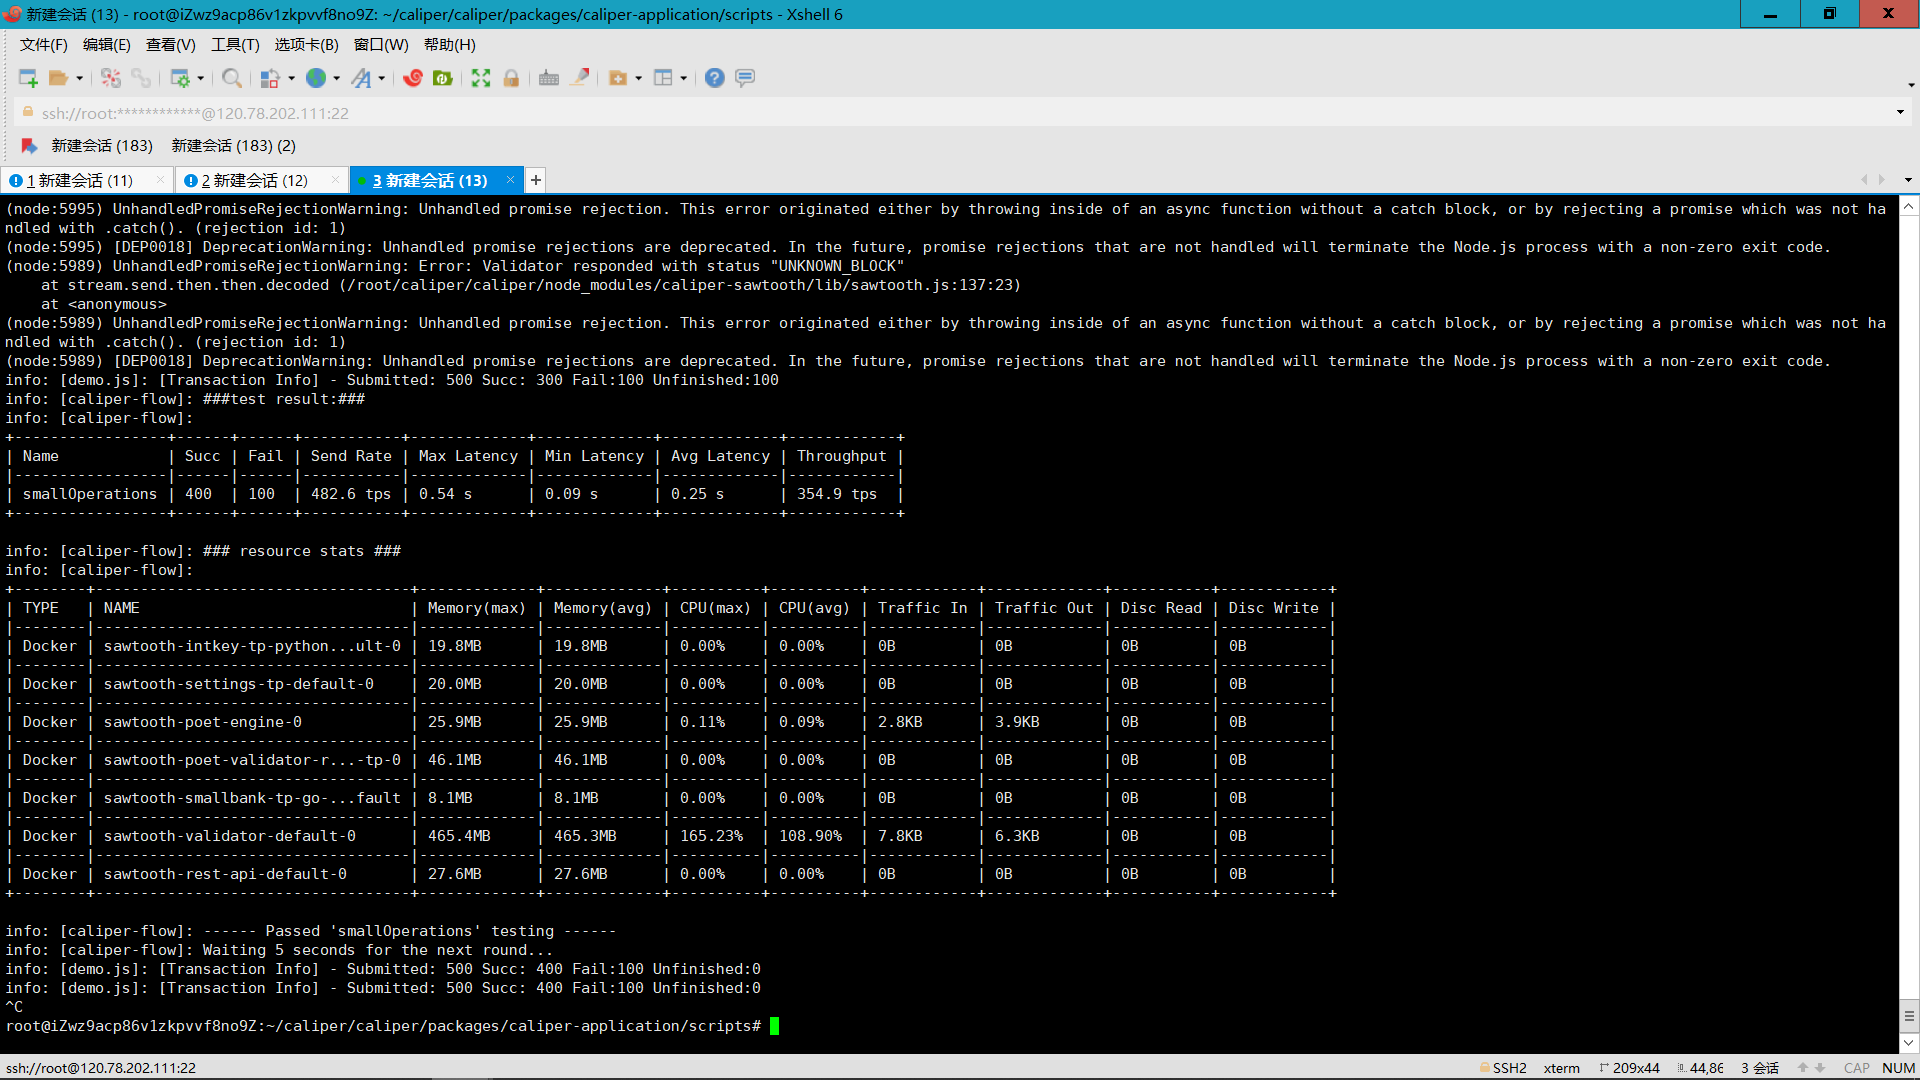 新建会话 (13) - root@iZwz9acp86v1zkpvvf8no9Z: ~/caliper/caliper/packages/caliper-application/scripts - Xshell 6
文件(F) 编辑(E) 查看(V) 工具(T) 选项卡(B) 窗口(W) 帮助(H)
ssh://root:************@120.78.202.111:22
新建会话 (183) 新建会话 (183) (2)
1 新建会话 (11) 2 新建会话 (12) 3 新建会话 (13) +
(node:5995) UnhandledPromiseRejectionWarning: Unhandled promise rejection. This error originated either by throwing inside of an async function without a catch block, or by rejecting a promise which was not ha
ndled with .catch(). (rejection id: 1)
(node:5995) [DEP0018] DeprecationWarning: Unhandled promise rejections are deprecated. In the future, promise rejections that are not handled will terminate the Node.js process with a non-zero exit code.
(node:5989) UnhandledPromiseRejectionWarning: Error: Validator responded with status "UNKNOWN_BLOCK"
    at stream.send.then.then.decoded (/root/caliper/caliper/node_modules/caliper-sawtooth/lib/sawtooth.js:137:23)
    at <anonymous>
(node:5989) UnhandledPromiseRejectionWarning: Unhandled promise rejection. This error originated either by throwing inside of an async function without a catch block, or by rejecting a promise which was not ha
ndled with .catch(). (rejection id: 1)
(node:5989) [DEP0018] DeprecationWarning: Unhandled promise rejections are deprecated. In the future, promise rejections that are not handled will terminate the Node.js process with a non-zero exit code.
info: [demo.js]: [Transaction Info] - Submitted: 500 Succ: 300 Fail:100 Unfinished:100
info: [caliper-flow]: ###test result:###
info: [caliper-flow]:
| Name | Succ | Fail | Send Rate | Max Latency | Min Latency | Avg Latency | Throughput |
| smallOperations | 400 | 100 | 482.6 tps | 0.54 s | 0.09 s | 0.25 s | 354.9 tps |
info: [caliper-flow]: ### resource stats ###
info: [caliper-flow]:
| TYPE | NAME | Memory(max) | Memory(avg) | CPU(max) | CPU(avg) | Traffic In | Traffic Out | Disc Read | Disc Write |
| Docker | sawtooth-intkey-tp-python...ult-0 | 19.8MB | 19.8MB | 0.00% | 0.00% | 0B | 0B | 0B | 0B |
| Docker | sawtooth-settings-tp-default-0 | 20.0MB | 20.0MB | 0.00% | 0.00% | 0B | 0B | 0B | 0B |
| Docker | sawtooth-poet-engine-0 | 25.9MB | 25.9MB | 0.11% | 0.09% | 2.8KB | 3.9KB | 0B | 0B |
| Docker | sawtooth-poet-validator-r...-tp-0 | 46.1MB | 46.1MB | 0.00% | 0.00% | 0B | 0B | 0B | 0B |
| Docker | sawtooth-smallbank-tp-go-...fault | 8.1MB | 8.1MB | 0.00% | 0.00% | 0B | 0B | 0B | 0B |
| Docker | sawtooth-validator-default-0 | 465.4MB | 465.3MB | 165.23% | 108.90% | 7.8KB | 6.3KB | 0B | 0B |
| Docker | sawtooth-rest-api-default-0 | 27.6MB | 27.6MB | 0.00% | 0.00% | 0B | 0B | 0B | 0B |
info: [caliper-flow]: ------ Passed 'smallOperations' testing ------
info: [caliper-flow]: Waiting 5 seconds for the next round...
info: [demo.js]: [Transaction Info] - Submitted: 500 Succ: 400 Fail:100 Unfinished:0
info: [demo.js]: [Transaction Info] - Submitted: 500 Succ: 400 Fail:100 Unfinished:0
^C
root@iZwz9acp86v1zkpvvf8no9Z:~/caliper/caliper/packages/caliper-application/scripts#
ssh://root@120.78.202.111:22 SSH2 xterm 209x44 44,86 3 会话 CAP NUM